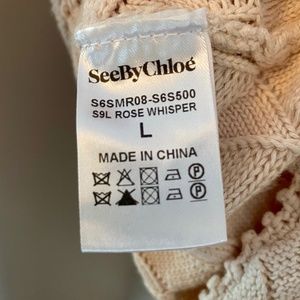 SeeByChloé
S6SMR08-S6S500
S9L ROSE WHISPER
L
MADE IN CHINA
P
P